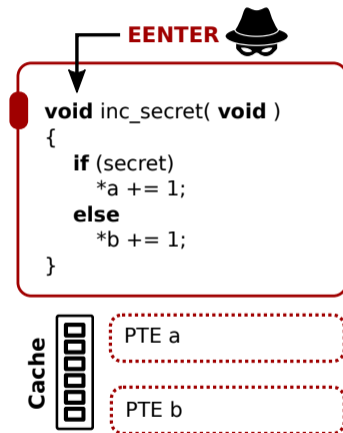 EENTER
void inc_secret( void )
{
if (secret)
*a += 1;
else
*b += 1;
}
Cache
PTE a
PTE b